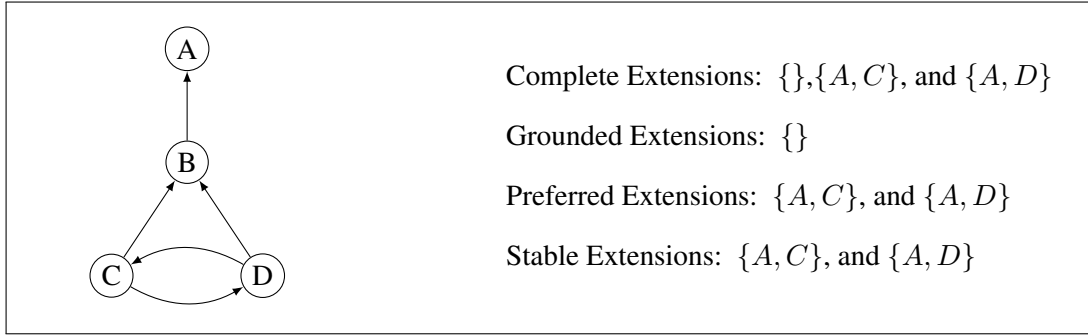 A
B
C
D
Complete Extensions: {},{A, C}, and {A, D}
Grounded Extensions: {}
Preferred Extensions: {A, C}, and {A, D}
Stable Extensions: {A, C}, and {A, D}